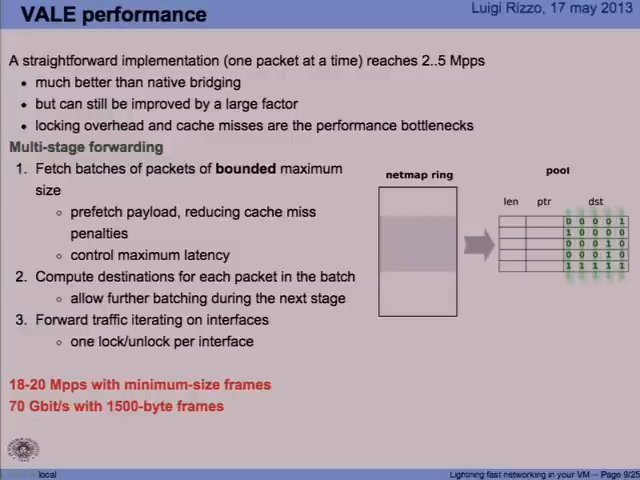 VALE performance
Luigi Rizzo, 17 may 2013
A straightforward implementation (one packet at a time) reaches 2..5 Mpps
• much better than native bridging
• but can still be improved by a large factor
• locking overhead and cache misses are the performance bottlenecks
Multi-stage forwarding
1. Fetch batches of packets of bounded maximum
size
◦ prefetch payload, reducing cache miss
penalties
◦ control maximum latency
2. Compute destinations for each packet in the batch
◦ allow further batching during the next stage
3. Forward traffic iterating on interfaces
◦ one lock/unlock per interface
netmap ring
pool
len ptr dst
0 0 0 0 1
1 0 0 0 0
0 0 0 1 0
0 0 0 1 0
1 1 1 1 1
18-20 Mpps with minimum-size frames
70 Gbit/s with 1500-byte frames
local
Lightning fast networking in your VM -- Page 9/25